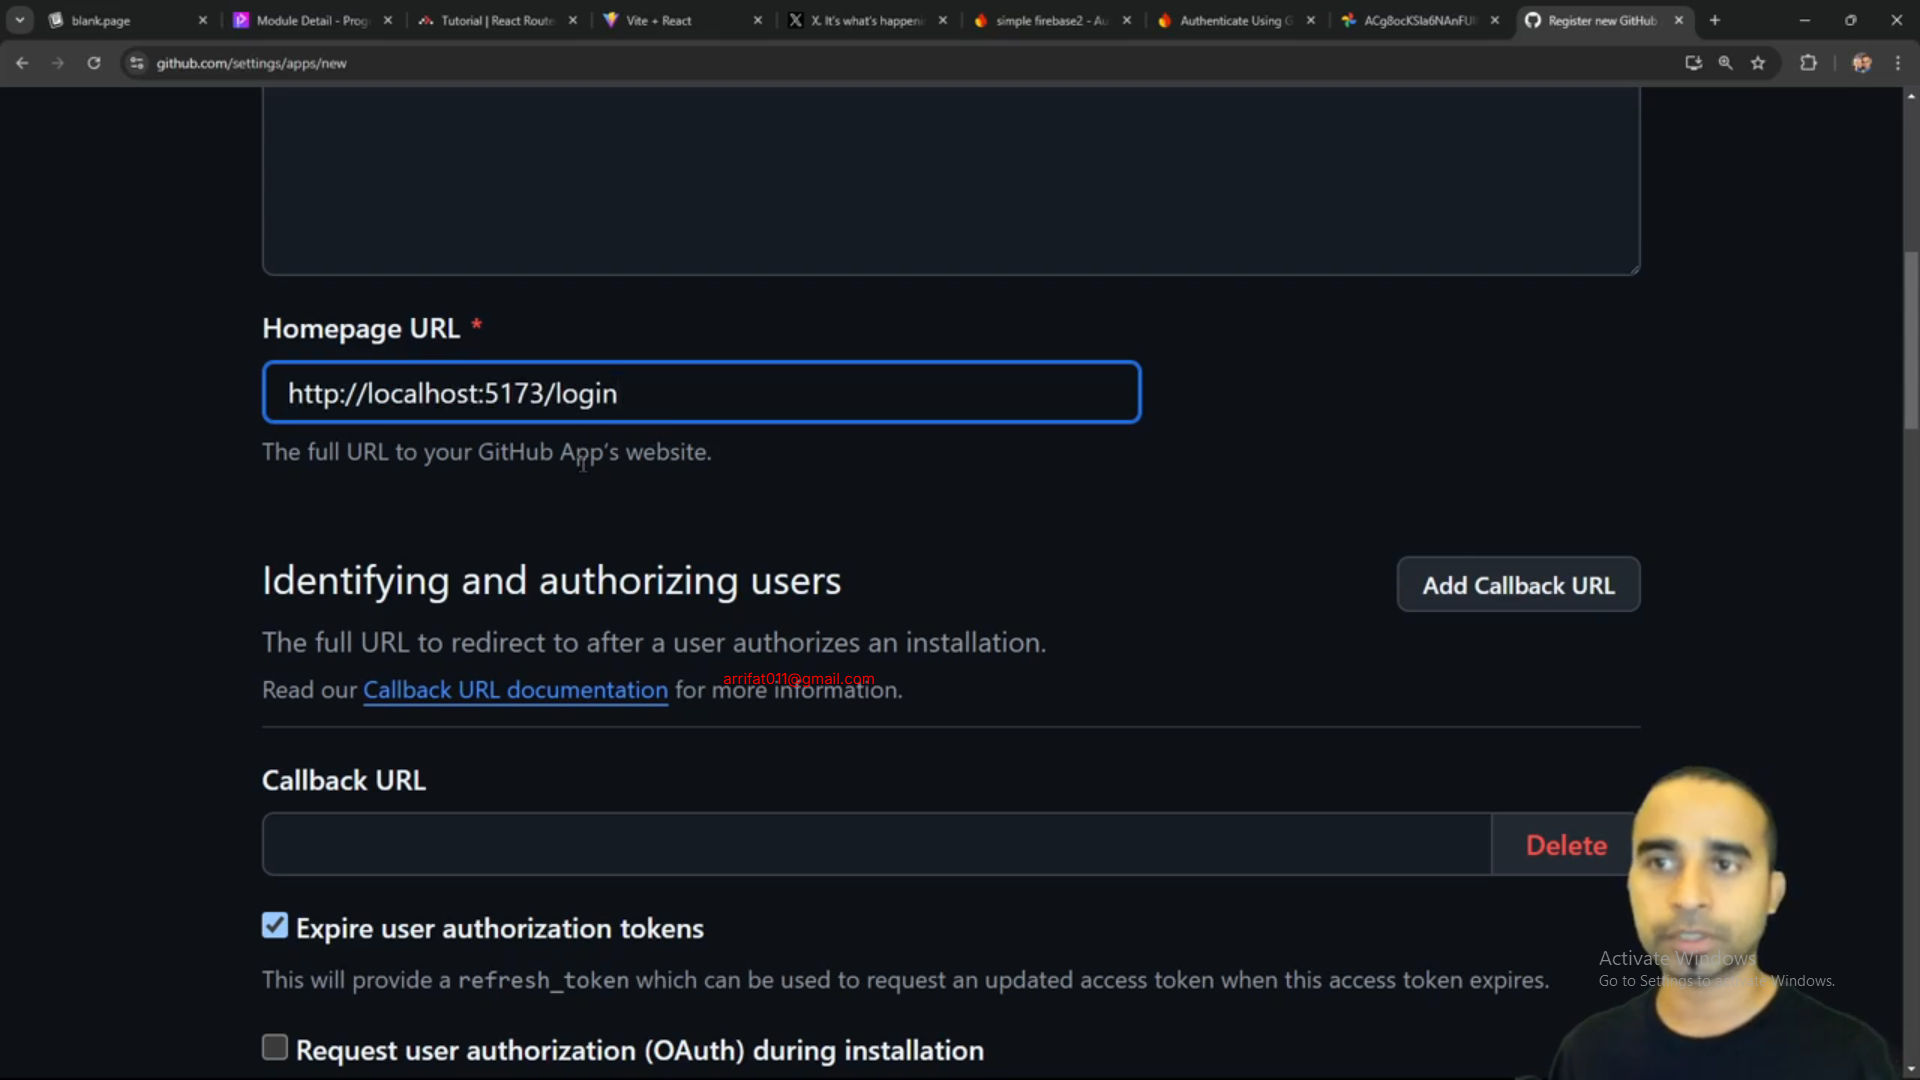 blank.page
Module Detail - Prog
Tutorial | React Route
Vite + React
X. It's what's happeni
simple firebase2 - Au
Authenticate Using G
ACg8ocKSla6NAnFUI
Register new GitHub
github.com/settings/apps/new
Homepage URL *
http://localhost:5173/login
The full URL to your GitHub App's website.
Identifying and authorizing users
Add Callback URL
The full URL to redirect to after a user authorizes an installation.
arrifat011@gmail.com
Read our Callback URL documentation for more information.
Callback URL
Delete
Expire user authorization tokens
This will provide a refresh_token which can be used to request an updated access token when this access token expires.
Activate Windows
Go to Settings to activate Windows.
Request user authorization (OAuth) during installation